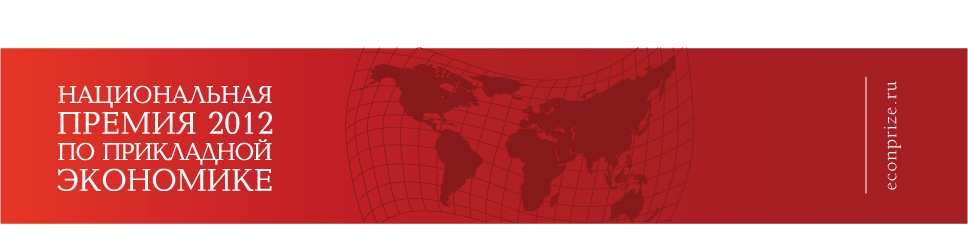 НАЦИОНАЛЬНАЯ
ПРЕМИЯ 2012
ПО ПРИКЛАДНОЙ
ЭКОНОМИКЕ
econprize.ru